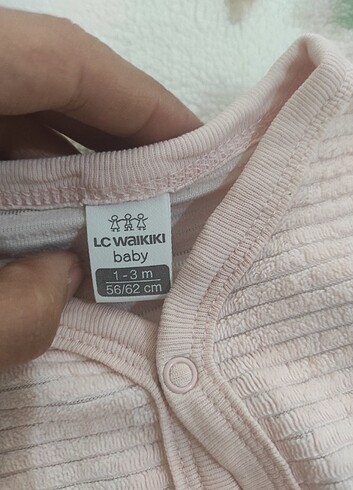 LC WAIKIKI
baby
1 - 3 m
56/62 cm